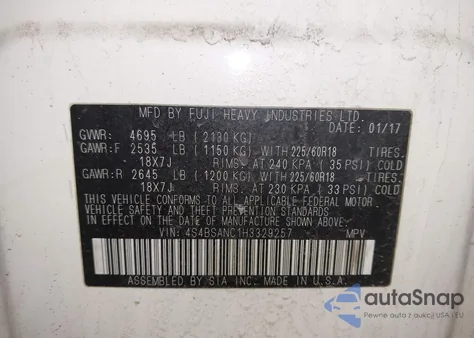 MFD BY FUJI HEAVY INDUSTRIES LTD.
DATE: 01/17
GVWR: 4695 LB ( 2130 KG)
GAWR:F 2535 LB ( 1150 KG) WITH 225/60R18 TIRES.
18X7J RIMS. AT 240 KPA ( 35 PSI) COLD
GAWR:R 2645 LB ( 1200 KG) WITH 225/60R18 TIRES.
18X7J RIMS. AT 230 KPA ( 33 PSI) COLD
THIS VEHICLE CONFORMS TO ALL APPLICABLE FEDERAL MOTOR
VEHICLE SAFETY AND THEFT PREVENTION STANDARDS
IN EFFECT ON THE DATE OF MANUFACTURE SHOWN ABOVE.
VIN: 4S4BSANC1H3329257 MPV
ASSEMBLED BY SIA INC. MADE IN U.S.A.
autoSnap
Pewne auta z USA i EU